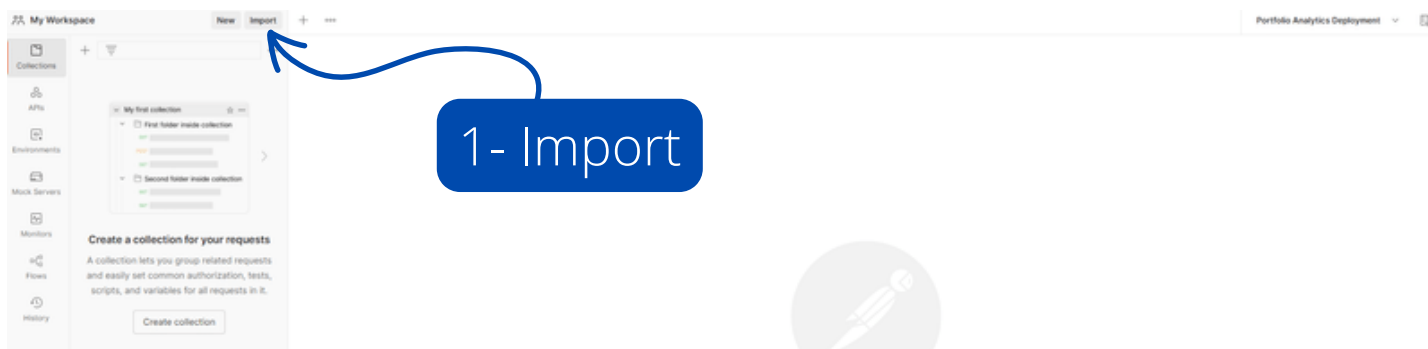 My Workspace
New
Import
Portfolio Analytics Deployment
Collections
APIs
Environments
Mock Servers
Monitors
Flows
History
My first collection
First folder inside collection
Second folder inside collection
Create a collection for your requests
A collection lets you group related requests
and easily set common authorization, tests,
scripts, and variables for all requests in it.
Create collection
1- Import